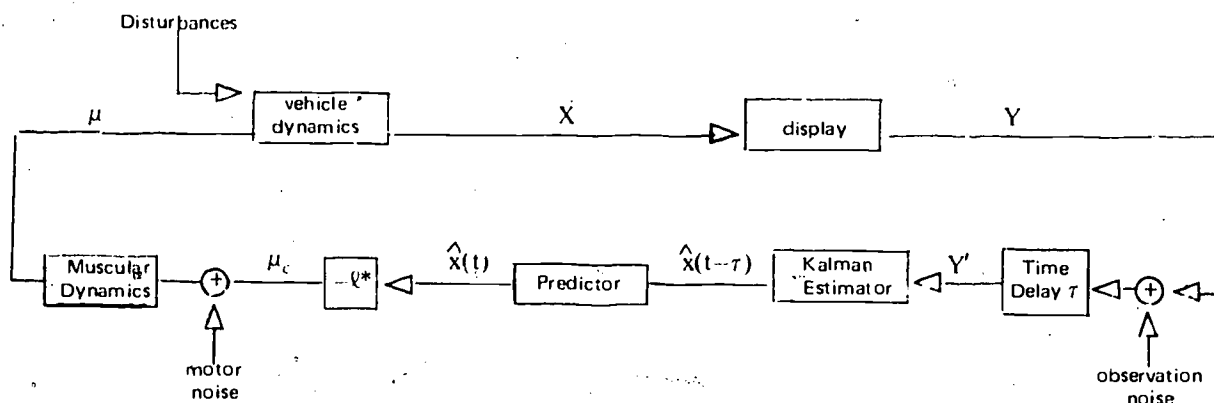 Disturbances
vehicle
dynamics
μ
X
display
Y
Muscular
Dynamics
+
μc
-ℓ*
x̂(t)
Predictor
x̂(t-τ)
Kalman
Estimator
Y'
Time
Delay τ
+
motor
noise
observation
noise